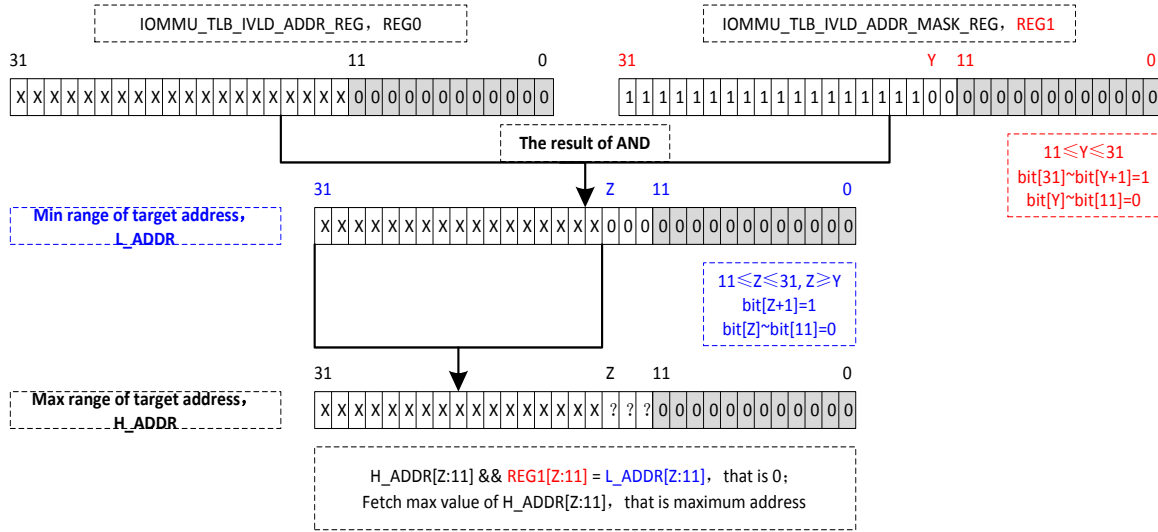 IOMMU_TLB_IVLD_ADDR_REG，REG0
IOMMU_TLB_IVLD_ADDR_MASK_REG，REG1
31 11 0
31 Y 11 0
X X X X X X X X X X X X X X X X X X X X 0 0 0 0 0 0 0 0 0 0 0 0
1 1 1 1 1 1 1 1 1 1 1 1 1 1 1 1 1 1 0 0 0 0 0 0 0 0 0 0 0 0 0 0
The result of AND
11≤Y≤31
bit[31]~bit[Y+1]=1
bit[Y]~bit[11]=0
31 Z 11 0
Min range of target address，
L_ADDR
X X X X X X X X X X X X X X X X X 0 0 0 0 0 0 0 0 0 0 0 0 0 0 0
11≤Z≤31, Z≥Y
bit[Z+1]=1
bit[Z]~bit[11]=0
31 Z 11 0
Max range of target address，
H_ADDR
X X X X X X X X X X X X X X X X X ? ? ? 0 0 0 0 0 0 0 0 0 0 0 0
H_ADDR[Z:11] && REG1[Z:11] = L_ADDR[Z:11]，that is 0；
Fetch max value of H_ADDR[Z:11]，that is maximum address